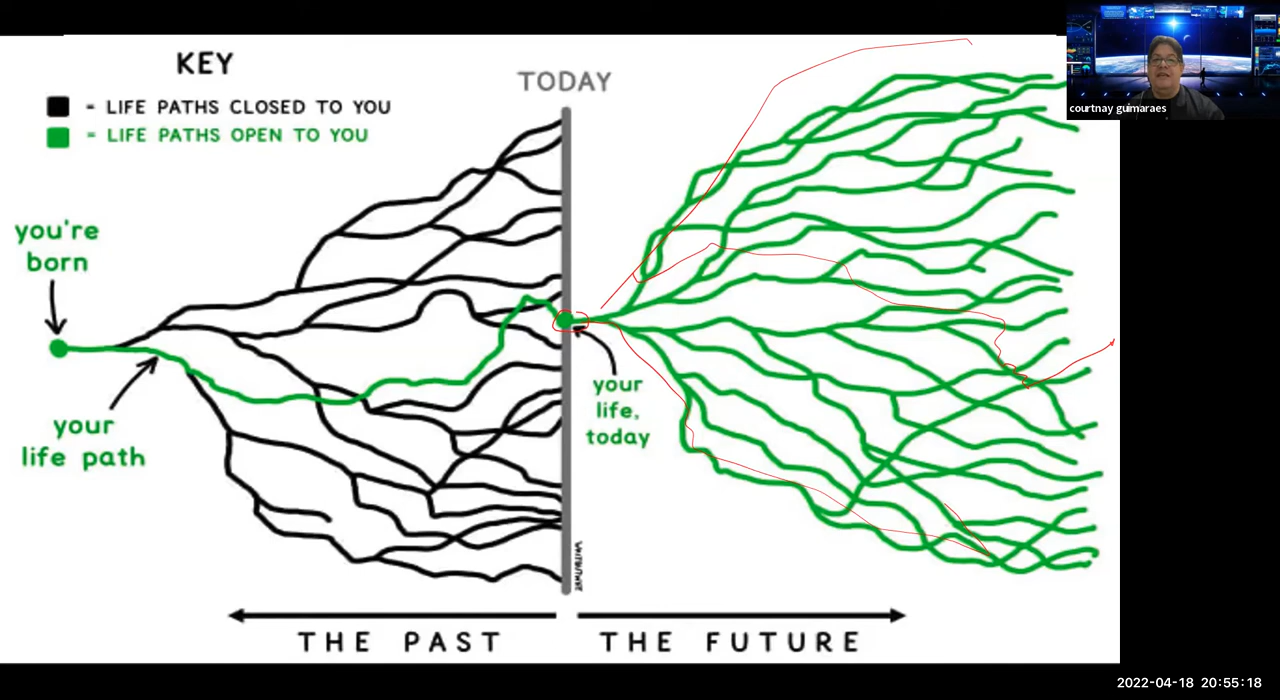 KEY
= LIFE PATHS CLOSED TO YOU
= LIFE PATHS OPEN TO YOU
TODAY
courtnay guimaraes
you're
born
your
life path
your
life,
today
WAITBUTWHY
THE PAST
THE FUTURE
2022-04-18 20:55:18